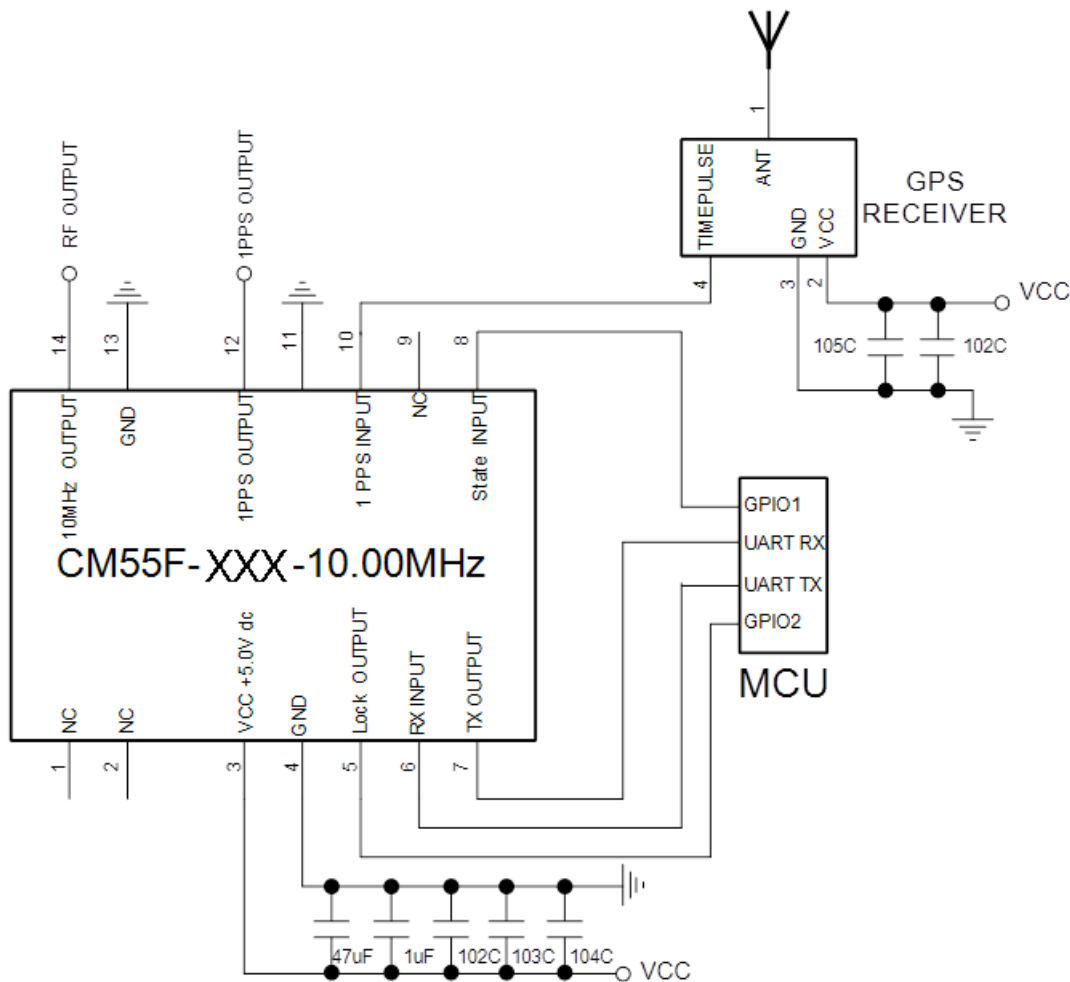 1
TIMEPULSE
ANT
GND
VCC
GPS
RECEIVER
4
3
2
VCC
105C
102C
RF OUTPUT
1PPS OUTPUT
14
13
12
11
10
9
8
10MHz OUTPUT
GND
1PPS OUTPUT
1 PPS INPUT
NC
State INPUT
CM55F-XXX-10.00MHz
NC
NC
VCC +5.0V dc
GND
Lock OUTPUT
RX INPUT
TX OUTPUT
1
2
3
4
5
6
7
GPIO1
UART RX
UART TX
GPIO2
MCU
47uF
1uF
102C
103C
104C
VCC